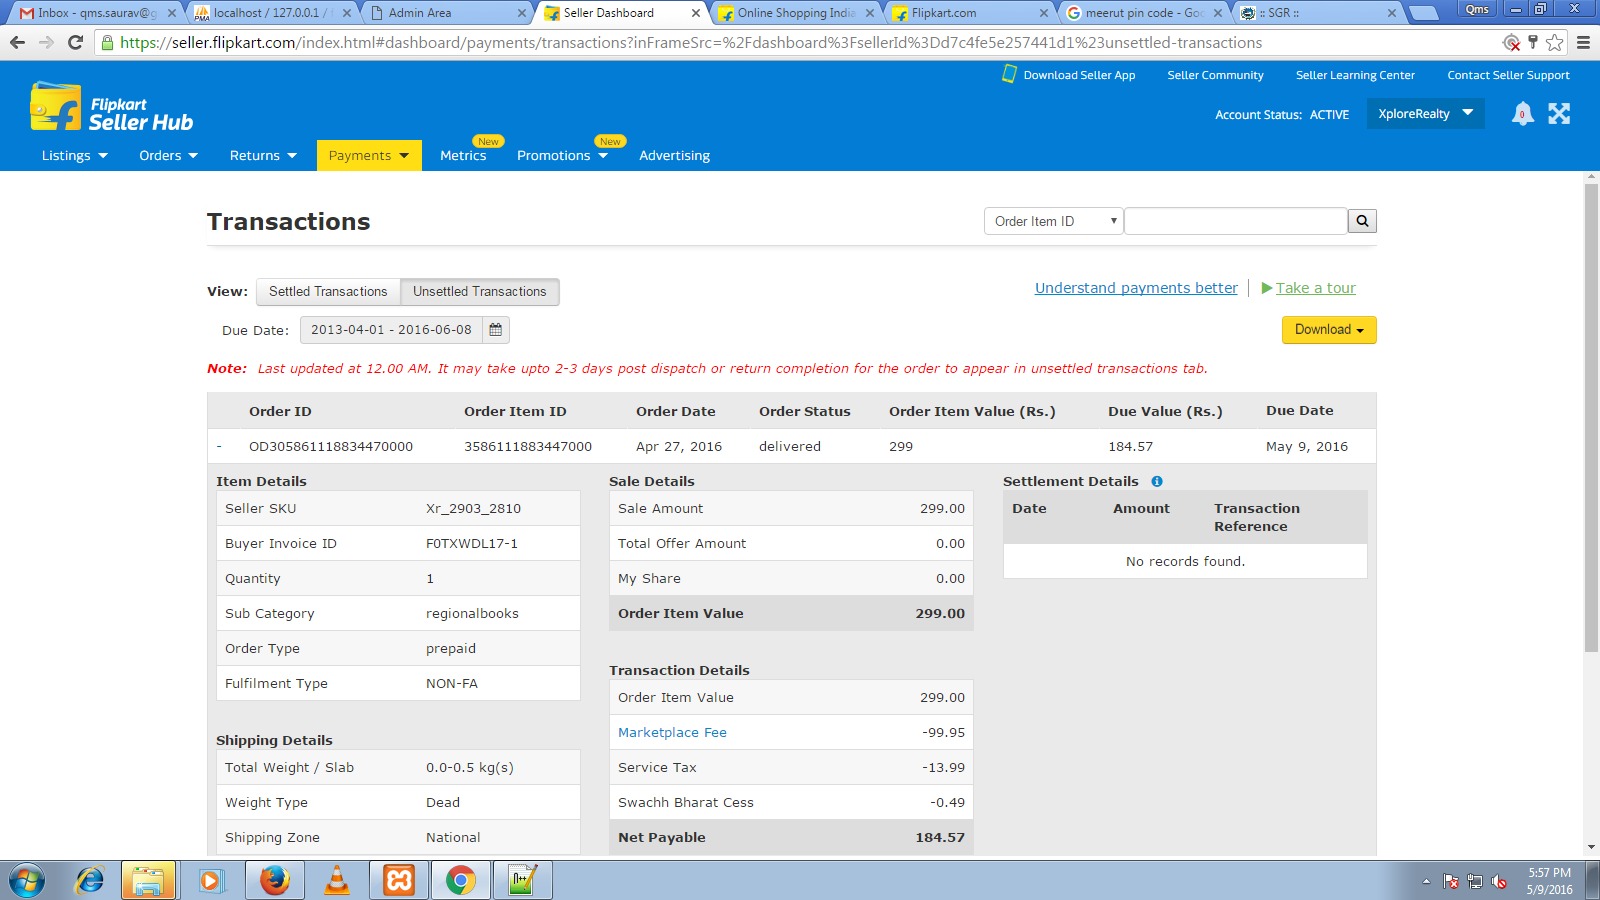 Inbox - qms.saurav@g
localhost / 127.0.0.1 /
Admin Area
Seller Dashboard
Online Shopping India
Flipkart.com
meerut pin code - Goo
:: SGR ::
Qms
https://seller.flipkart.com/index.html#dashboard/payments/transactions?inFrameSrc=%2Fdashboard%3FsellerId%3Dd7c4fe5e257441d1%23unsettled-transactions
Download Seller App
Seller Community
Seller Learning Center
Contact Seller Support
Flipkart
Seller Hub
Account Status: ACTIVE
XploreRealty
0
Listings
Orders
Returns
Payments
Metrics
New
Promotions
New
Advertising
Transactions
Order Item ID
View:
Settled Transactions
Unsettled Transactions
Understand payments better
Take a tour
Due Date:
2013-04-01 - 2016-06-08
Download
Note: Last updated at 12.00 AM. It may take upto 2-3 days post dispatch or return completion for the order to appear in unsettled transactions tab.
Order ID Order Item ID Order Date Order Status Order Item Value (Rs.) Due Value (Rs.) Due Date
- OD305861118834470000 3586111883447000 Apr 27, 2016 delivered 299 184.57 May 9, 2016
Item Details
Seller SKU Xr_2903_2810
Buyer Invoice ID F0TXWDL17-1
Quantity 1
Sub Category regionalbooks
Order Type prepaid
Fulfilment Type NON-FA
Shipping Details
Total Weight / Slab 0.0-0.5 kg(s)
Weight Type Dead
Shipping Zone National
Sale Details
Sale Amount 299.00
Total Offer Amount 0.00
My Share 0.00
Order Item Value 299.00
Transaction Details
Order Item Value 299.00
Marketplace Fee -99.95
Service Tax -13.99
Swachh Bharat Cess -0.49
Net Payable 184.57
Settlement Details
Date Amount Transaction
Reference
No records found.
5:57 PM
5/9/2016